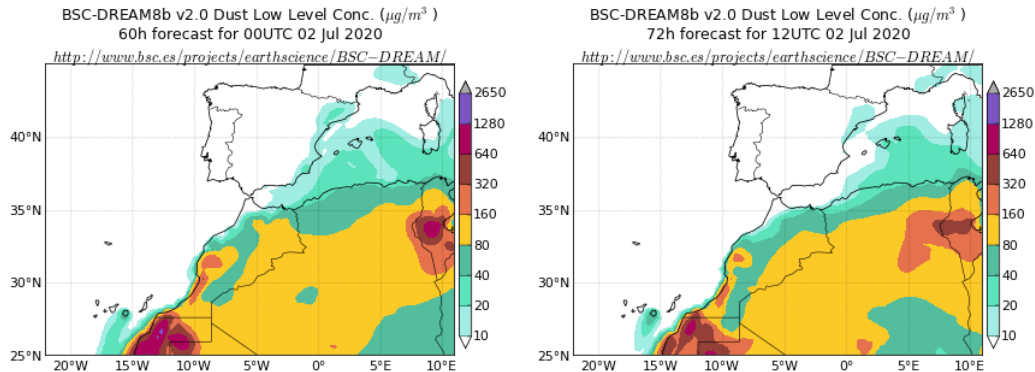 BSC-DREAM8b v2.0 Dust Low Level Conc. (μg/m³ )
60h forecast for 00UTC 02 Jul 2020
http://www.bsc.es/projects/earthscience/BSC−DREAM/
40°N
35°N
30°N
25°N
20°W
15°W
10°W
5°W
0°
5°E
10°E
2650
1280
640
320
160
80
40
20
10
BSC-DREAM8b v2.0 Dust Low Level Conc. (μg/m³ )
72h forecast for 12UTC 02 Jul 2020
http://www.bsc.es/projects/earthscience/BSC−DREAM/
40°N
35°N
30°N
25°N
20°W
15°W
10°W
5°W
0°
5°E
10°E
2650
1280
640
320
160
80
40
20
10